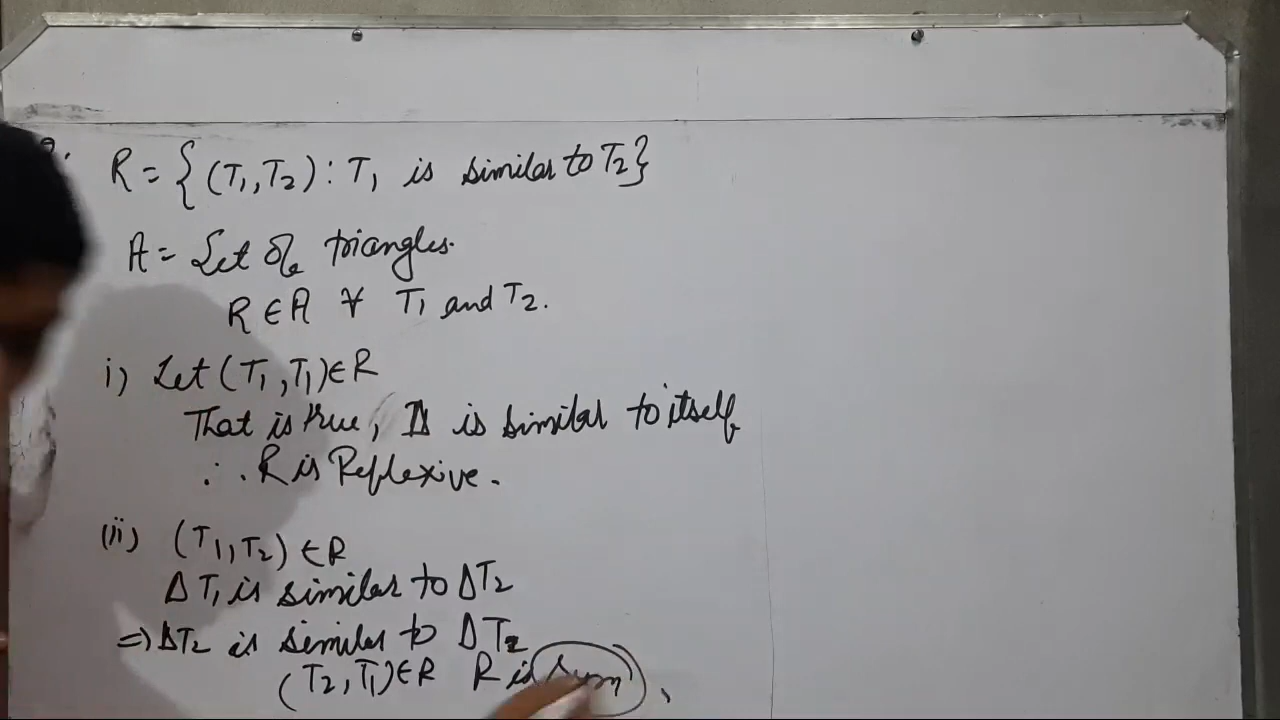 R = { (T1, T2) : T1 is similar to T2}
A = Set of triangles.
R ∈ A ∀ T1 and T2.
i) Let (T1, T1) ∈ R
That is true, Δ is similar to itself
∴ R is Reflexive.
(ii) (T1, T2) ∈ R
Δ T1 is similar to ΔT2
⇒ ΔT2 is similar to ΔT2
(T2, T1) ∈ R R is